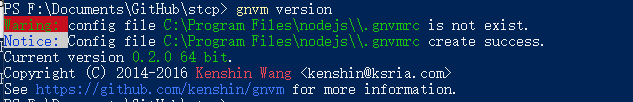 PS F:\Documents\GitHub\stcp> gnvm version
Waring: config file C:\Program Files\nodejs\\.gnvmrc is not exist.
Notice: Config file C:\Program Files\nodejs\\.gnvmrc create success.
Current version 0.2.0 64 bit.
Copyright (C) 2014-2016 Kenshin Wang <kenshin@ksria.com>
See https://github.com/kenshin/gnvm for more information.